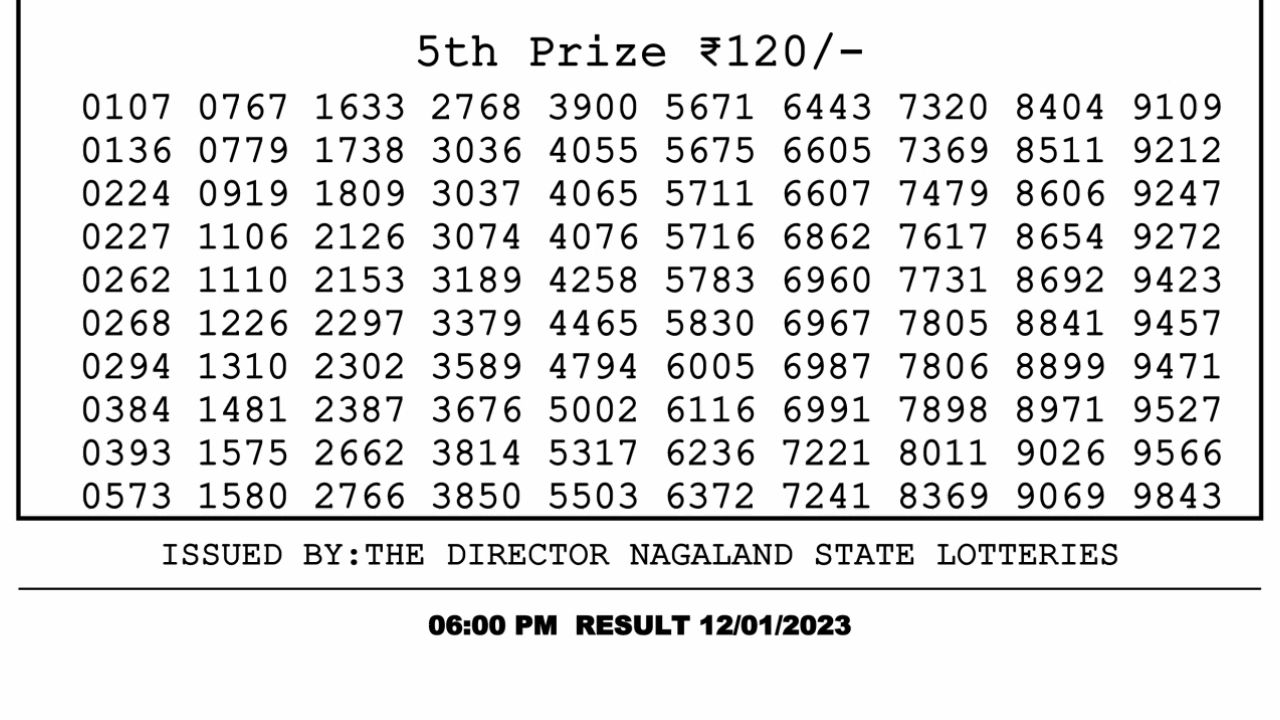 5th Prize ₹120/-
0107 0767 1633 2768 3900 5671 6443 7320 8404 9109
0136 0779 1738 3036 4055 5675 6605 7369 8511 9212
0224 0919 1809 3037 4065 5711 6607 7479 8606 9247
0227 1106 2126 3074 4076 5716 6862 7617 8654 9272
0262 1110 2153 3189 4258 5783 6960 7731 8692 9423
0268 1226 2297 3379 4465 5830 6967 7805 8841 9457
0294 1310 2302 3589 4794 6005 6987 7806 8899 9471
0384 1481 2387 3676 5002 6116 6991 7898 8971 9527
0393 1575 2662 3814 5317 6236 7221 8011 9026 9566
0573 1580 2766 3850 5503 6372 7241 8369 9069 9843
ISSUED BY:THE DIRECTOR NAGALAND STATE LOTTERIES
06:00 PM RESULT 12/01/2023